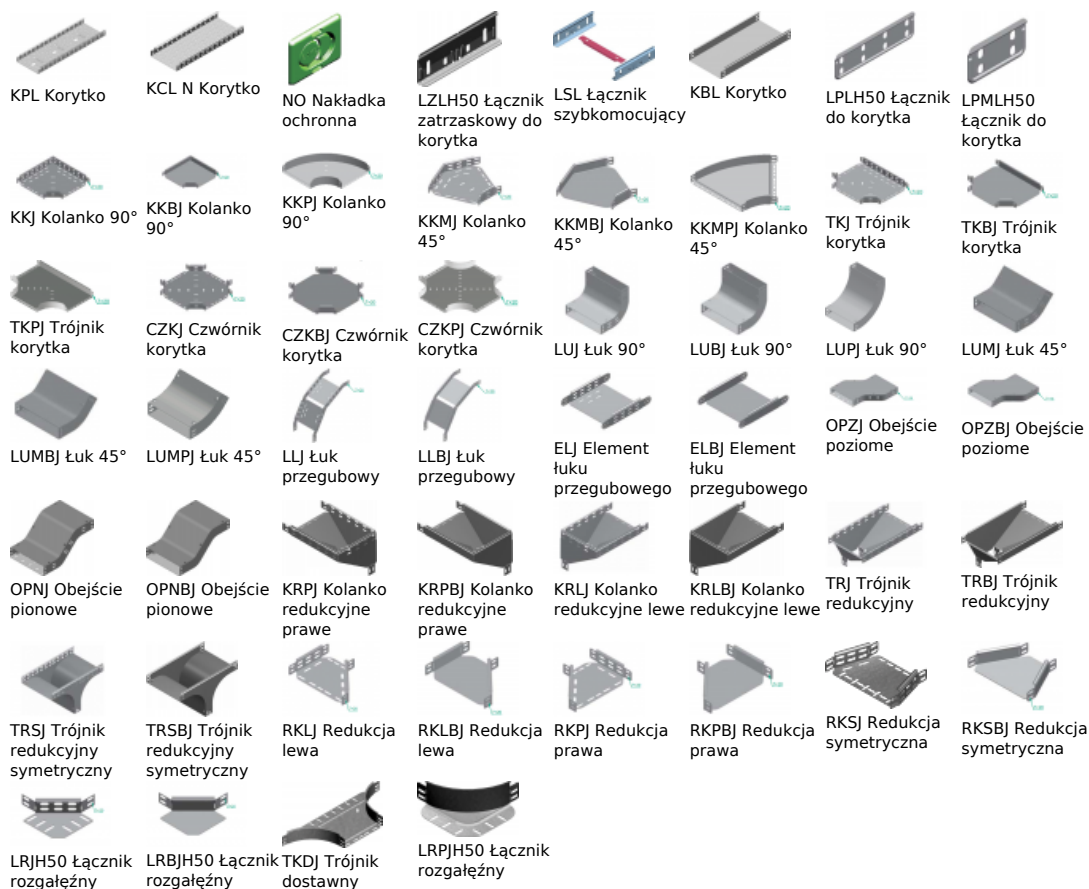 KPL Korytko
KCL N Korytko
NO Nakładka
ochronna
LZLH50 Łącznik
zatrzaskowy do
korytka
LSL Łącznik
szybkomocujący
KBL Korytko
LPLH50 Łącznik
do korytka
LPMLH50
Łącznik do
korytka
KKJ Kolanko 90°
KKBJ Kolanko
90°
KKPJ Kolanko
90°
KKMJ Kolanko
45°
KKMBJ Kolanko
45°
KKMPJ Kolanko
45°
TKJ Trójnik
korytka
TKBJ Trójnik
korytka
TKPJ Trójnik
korytka
CZKJ Czwórnik
korytka
CZKBJ Czwórnik
korytka
CZKPJ Czwórnik
korytka
LUJ Łuk 90°
LUBJ Łuk 90°
LUPJ Łuk 90°
LUMJ Łuk 45°
LUMBJ Łuk 45°
LUMPJ Łuk 45°
LLJ Łuk
przegubowy
LLBJ Łuk
przegubowy
ELJ Element
łuku
przegubowego
ELBJ Element
łuku
przegubowego
OPZJ Obejście
poziome
OPZBJ Obejście
poziome
OPNJ Obejście
pionowe
OPNBJ Obejście
pionowe
KRPJ Kolanko
redukcyjne
prawe
KRPBJ Kolanko
redukcyjne
prawe
KRLJ Kolanko
redukcyjne lewe
KRLBJ Kolanko
redukcyjne lewe
TRJ Trójnik
redukcyjny
TRBJ Trójnik
redukcyjny
TRSJ Trójnik
redukcyjny
symetryczny
TRSBJ Trójnik
redukcyjny
symetryczny
RKLJ Redukcja
lewa
RKLBJ Redukcja
lewa
RKPJ Redukcja
prawa
RKPBJ Redukcja
prawa
RKSJ Redukcja
symetryczna
RKSBJ Redukcja
symetryczna
LRJH50 Łącznik
rozgałęźny
LRBJH50 Łącznik
rozgałęźny
TKDJ Trójnik
dostawny
LRPJH50 Łącznik
rozgałęźny